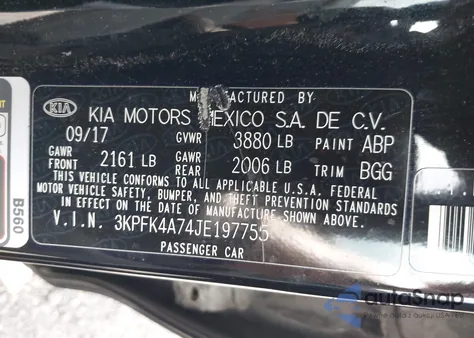 MANUFACTURED BY
KIA
KIA MOTORS MEXICO S.A. DE C.V.
09/17 GVWR 3880 LB PAINT ABP
GAWR FRONT 2161 LB GAWR REAR 2006 LB TRIM BGG
THIS VEHICLE CONFORMS TO ALL APPLICABLE U.S.A. FEDERAL
MOTOR VEHICLE SAFETY, BUMPER, AND THEFT PREVENTION STANDARDS
IN EFFECT ON THE DATE OF MANUFACTURE SHOWN ABOVE.
V.I.N. 3KPFK4A74JE197755
PASSENGER CAR
B550
autoShop